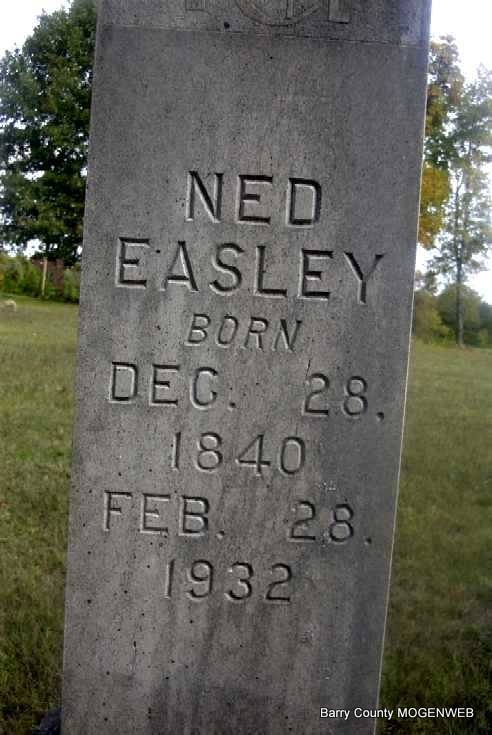 NED
EASLEY
BORN
DEC. 28.
1840
FEB. 28.
1932
Barry County MOGENWEB